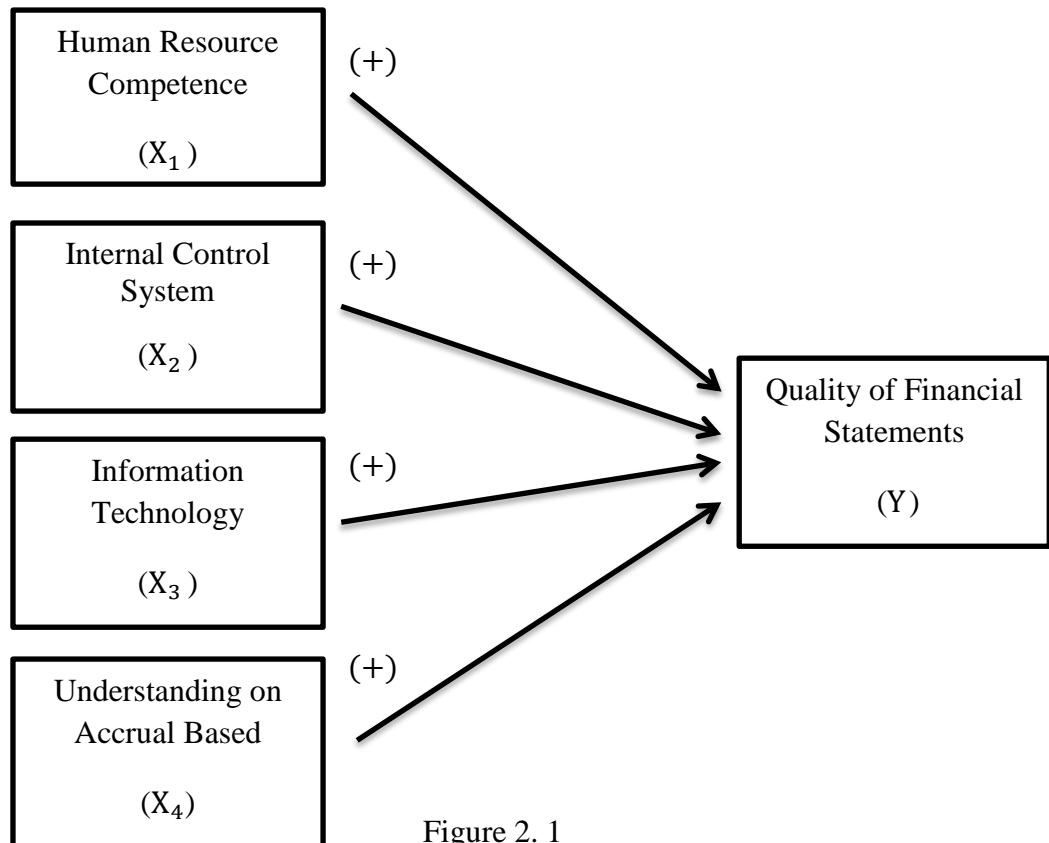 Human Resource
Competence
(X₁ )
(+)
Internal Control
System
(X₂ )
(+)
Information
Technology
(X₃ )
(+)
Understanding on
Accrual Based
(X₄)
(+)
Quality of Financial
Statements
(Y)
Figure 2. 1